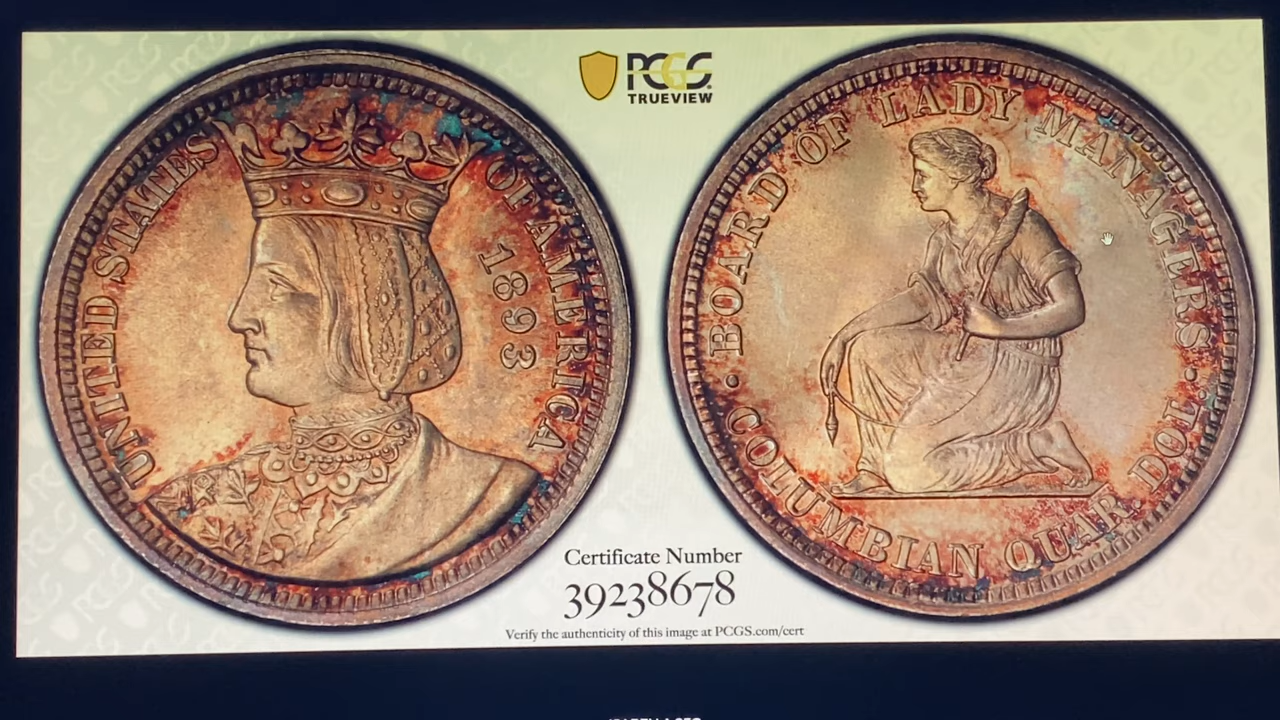 UNITED STATES OF AMERICA
1893
PCGS
TRUEVIEW
BOARD OF LADY MANAGERS
COLUMBIAN QUAR. DOL.
Certificate Number
39238678
Verify the authenticity of this image at PCGS.com/cert